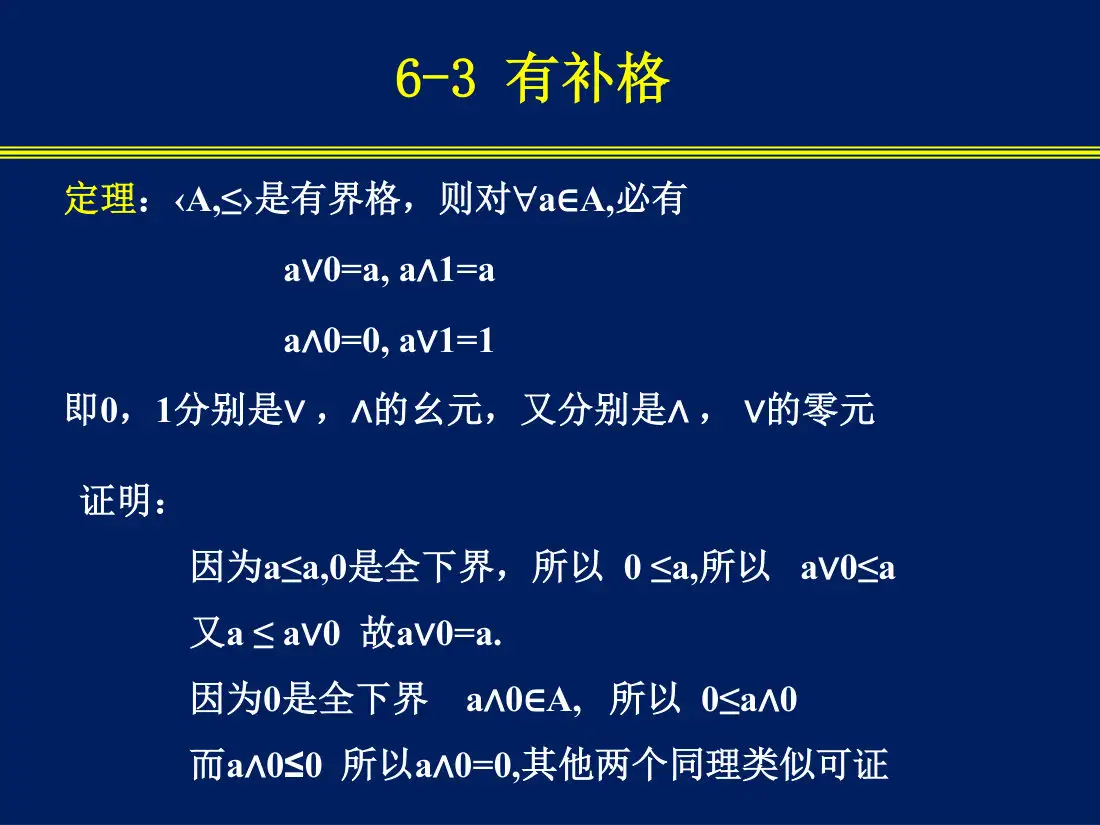 6-3 有补格
定理：‹A,≤›是有界格，则对∀a∈A,必有
a∨0=a, a∧1=a
a∧0=0, a∨1=1
即0，1分别是∨ ，∧的幺元，又分别是∧ ， ∨的零元
证明：
因为a≤a,0是全下界，所以 0 ≤a,所以 a∨0≤a
又a ≤ a∨0 故a∨0=a.
因为0是全下界 a∧0∈A, 所以 0≤a∧0
而a∧0≤0 所以a∧0=0,其他两个同理类似可证